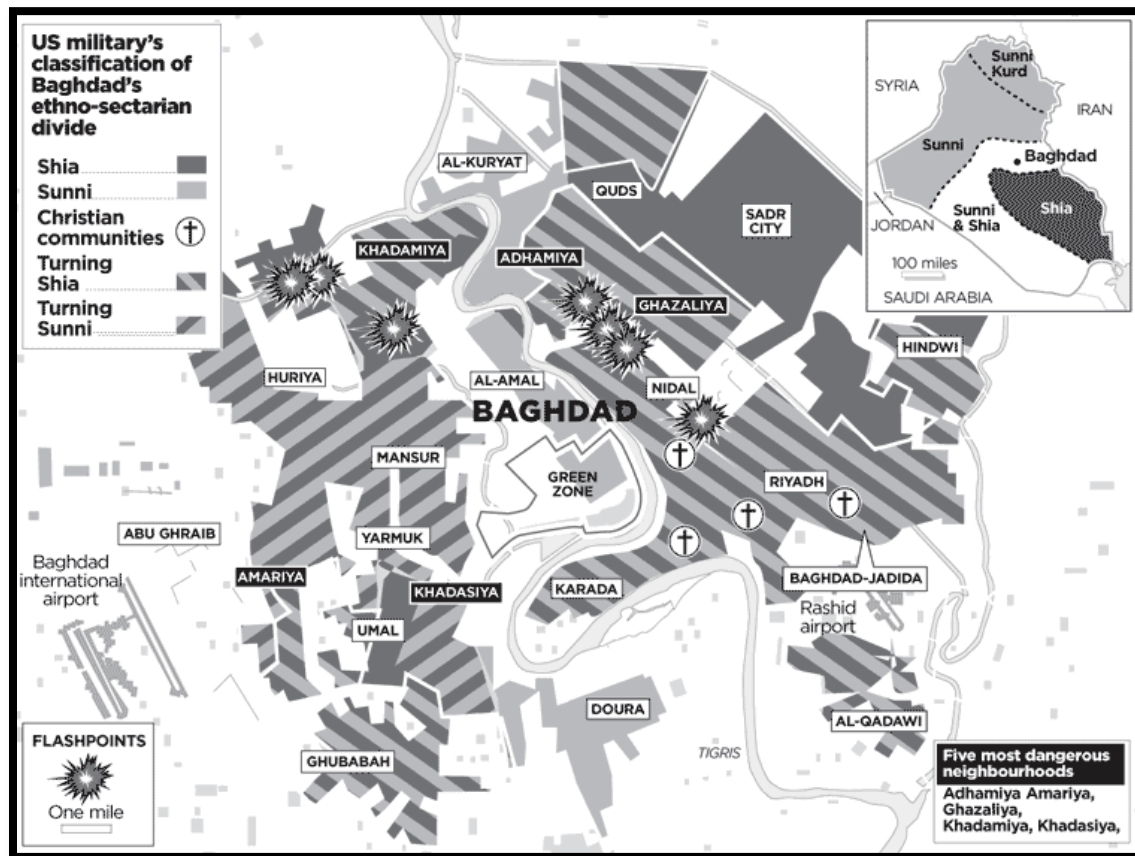 US military's
classification of
Baghdad's
ethno-sectarian
divide
Shia
Sunni
Christian
communities
Turning
Shia
Turning
Sunni
AL-KURYAT
QUDS
SADR
CITY
KHADAMIYA
ADHAMIYA
GHAZALIYA
HINDWI
HURIYA
AL-AMAL
NIDAL
BAGHDAD
MANSUR
GREEN
ZONE
RIYADH
ABU GHRAIB
YARMUK
Baghdad
international
airport
AMARIYA
KHADASIYA
KARADA
BAGHDAD-JADIDA
Rashid
airport
UMAL
DOURA
AL-QADAWI
GHUBABAH
TIGRIS
SYRIA
Sunni
Kurd
IRAN
Sunni
Baghdad
JORDAN
Sunni
& Shia
Shia
100 miles
SAUDI ARABIA
FLASHPOINTS
One mile
Five most dangerous
neighbourhoods
Adhamiya Amariya,
Ghazaliya,
Khadamiya, Khadasiya,